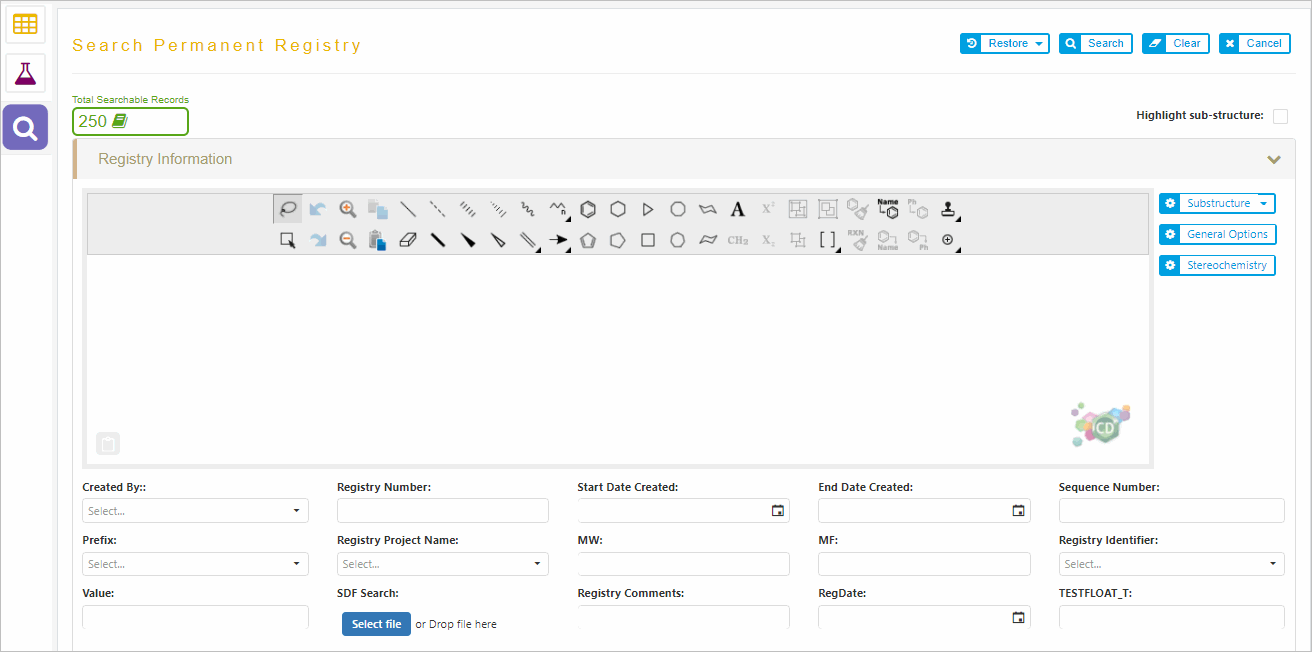 Search Permanent Registry
Restore Search Clear Cancel
Total Searchable Records
250
Highlight sub-structure:
Registry Information
n A X² Name Ph
CH₂ X₂ [ ] RXN Name Ph
Substructure
General Options
Stereochemistry
iCD
Created By:: Registry Number: Start Date Created: End Date Created: Sequence Number:
Select...
Prefix: Registry Project Name: MW: MF: Registry Identifier:
Select... Select... Select...
Value: SDF Search: Registry Comments: RegDate: TESTFLOAT_T:
Select file or Drop file here